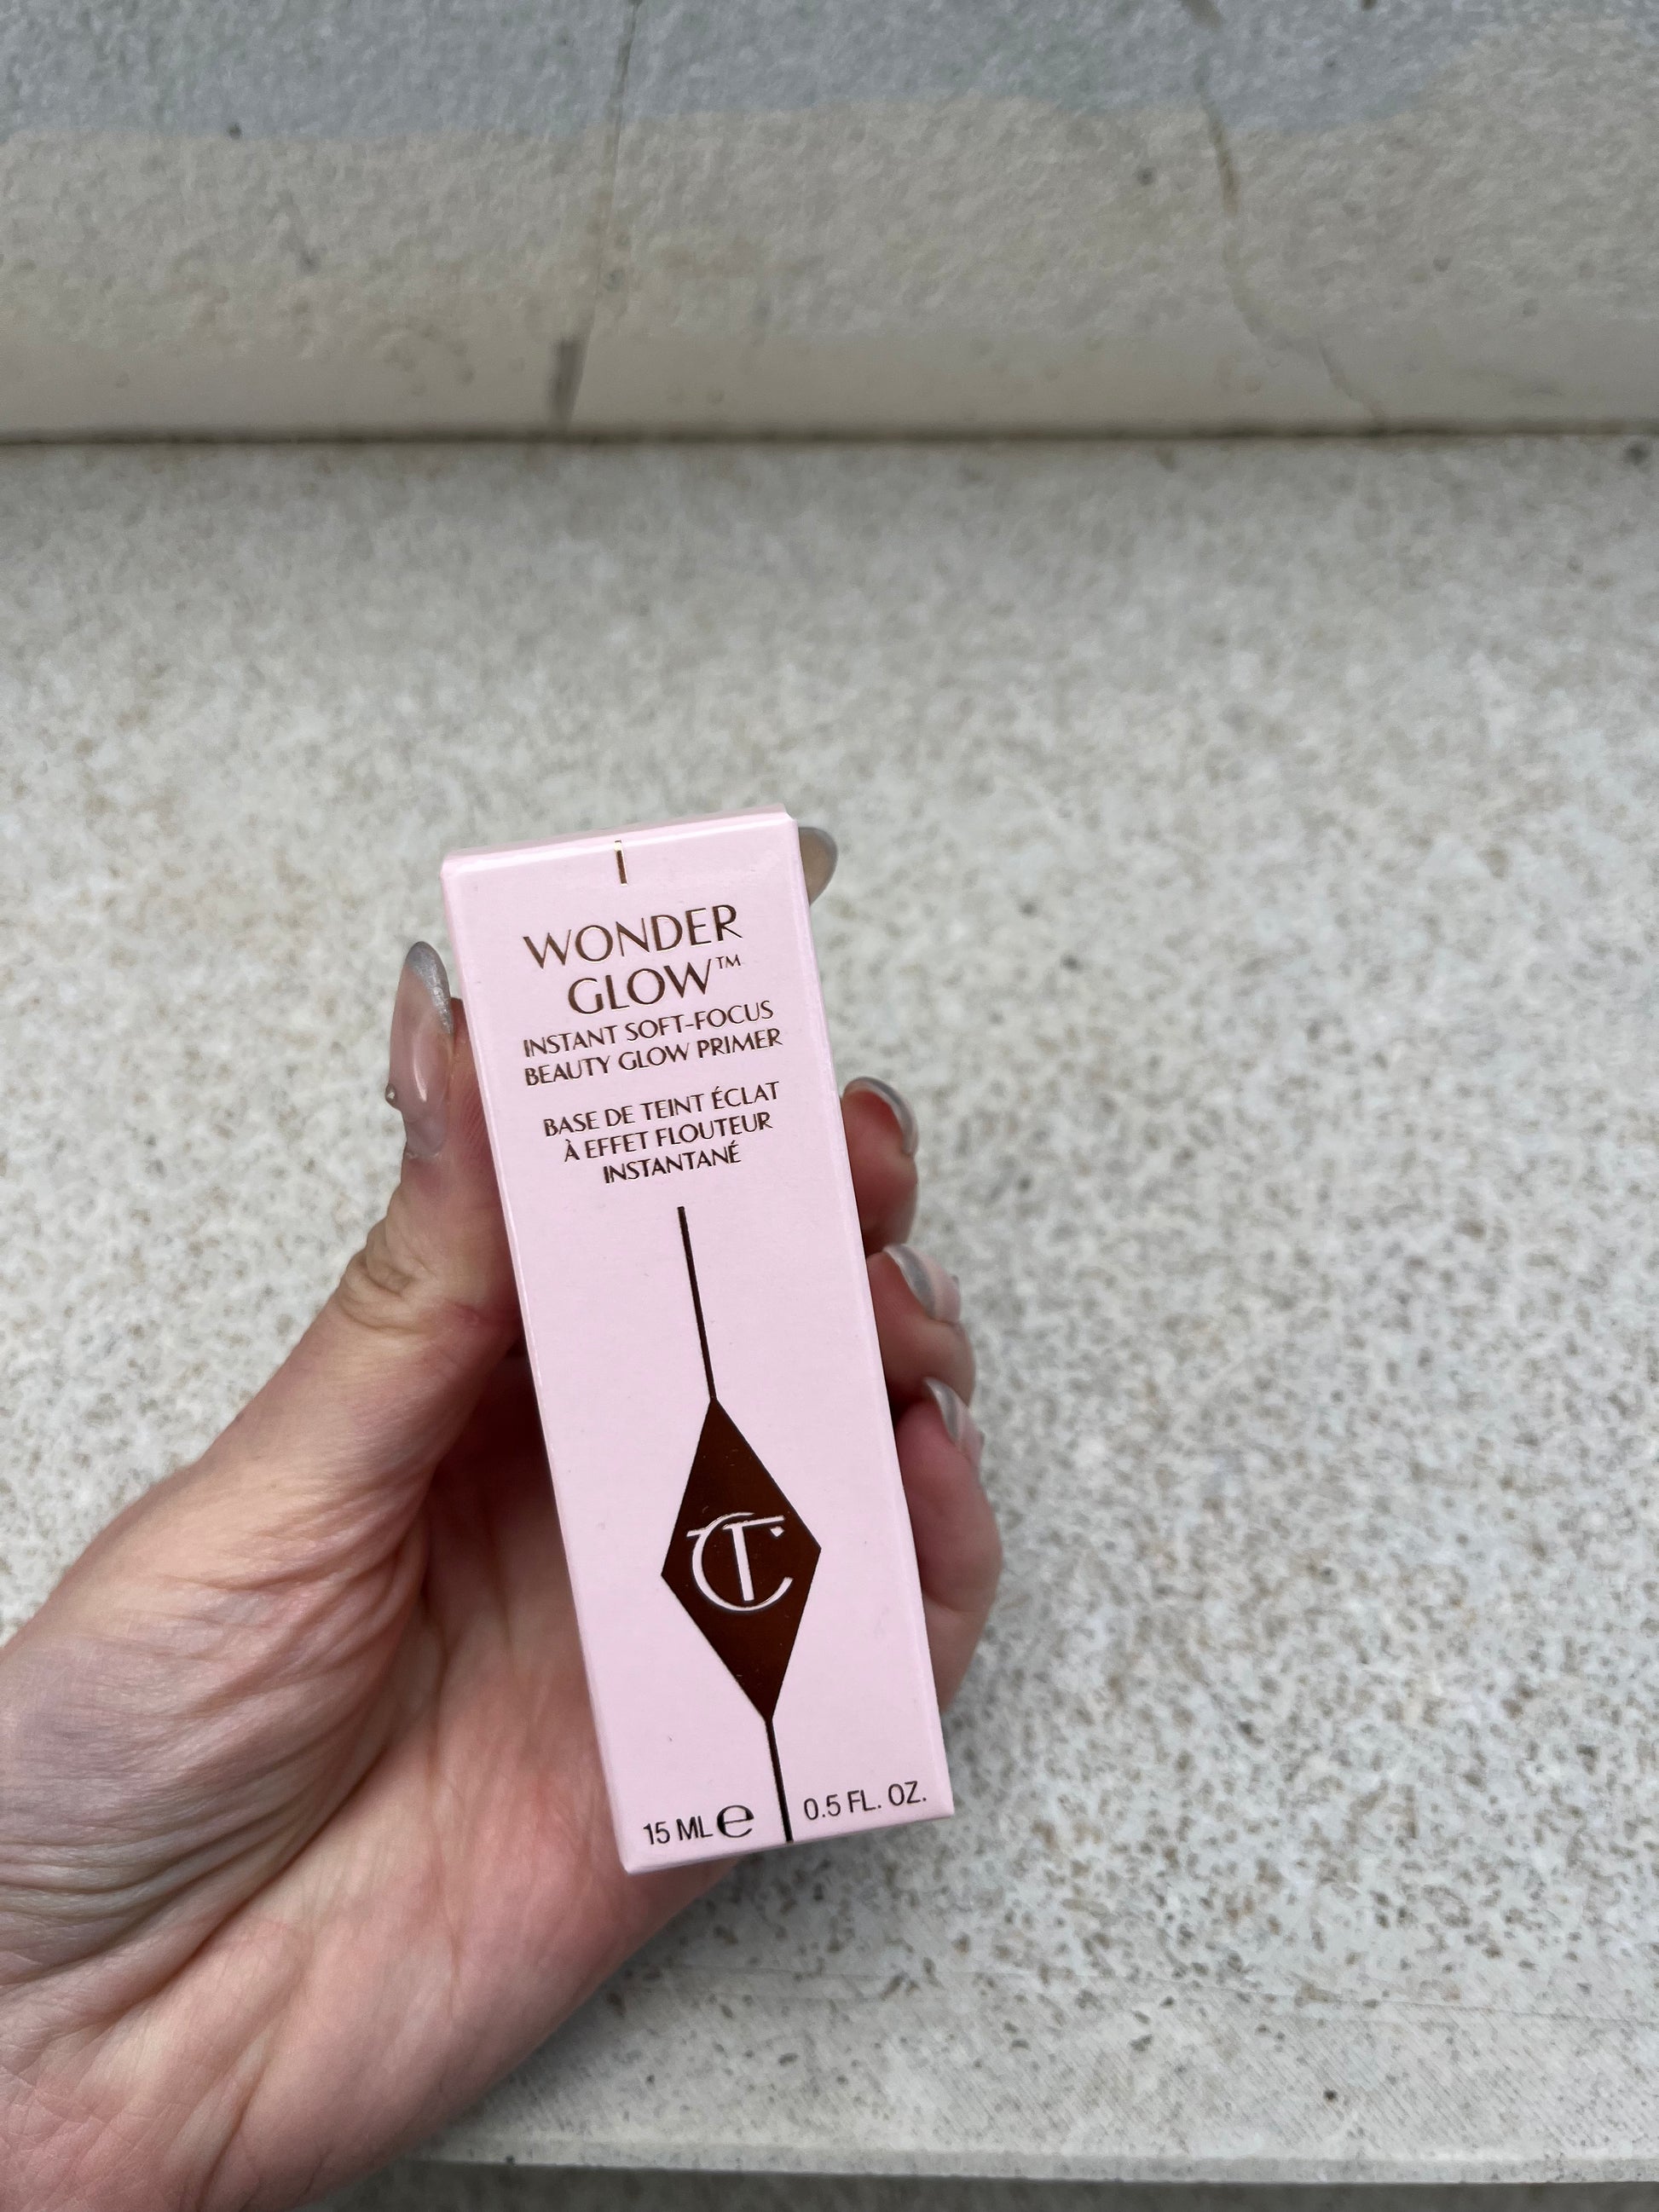 WONDER
GLOW™
INSTANT SOFT-FOCUS
BEAUTY GLOW PRIMER
BASE DE TEINT ÉCLAT
À EFFET FLOUTEUR
INSTANTANÉ
CT
15 ML ℮ 0.5 FL. OZ.